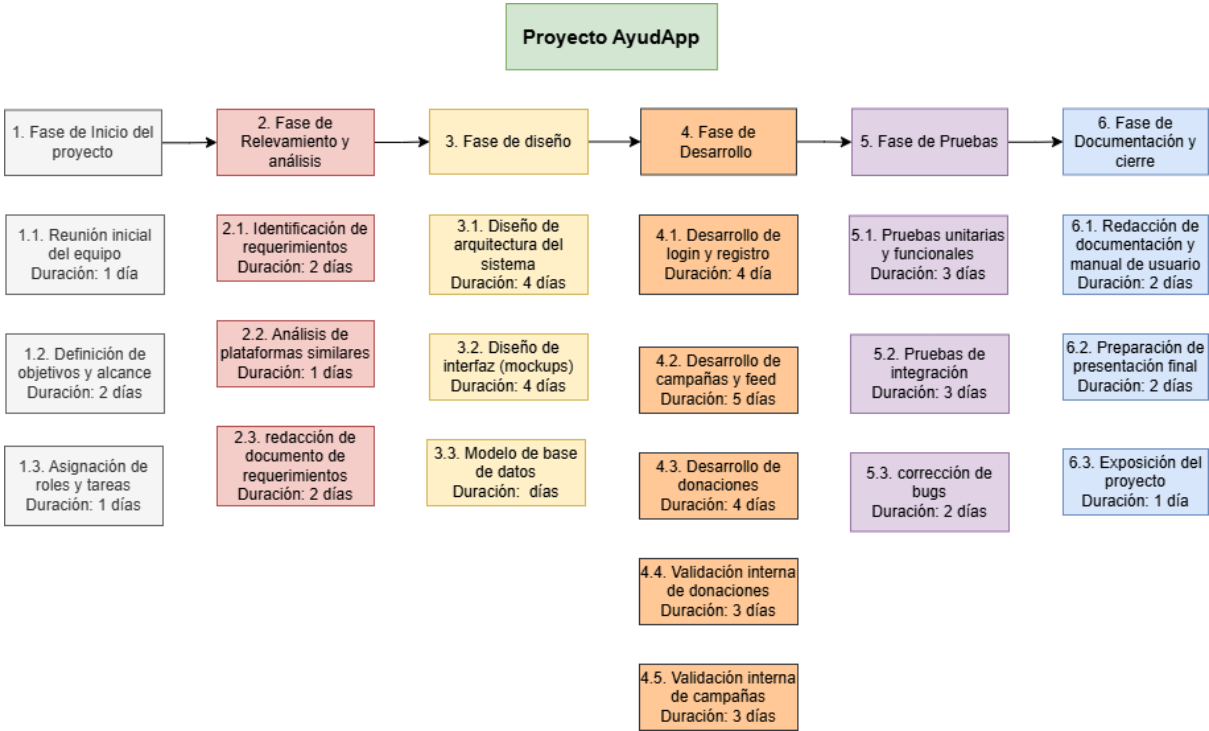 Proyecto AyudApp
1. Fase de Inicio del
proyecto
2. Fase de
Relevamiento y
análisis
3. Fase de diseño
4. Fase de
Desarrollo
5. Fase de Pruebas
6. Fase de
Documentación y
cierre
1.1. Reunión inicial
del equipo
Duración: 1 día
1.2. Definición de
objetivos y alcance
Duración: 2 días
1.3. Asignación de
roles y tareas
Duración: 1 días
2.1. Identificación de
requerimientos
Duración: 2 días
2.2. Análisis de
plataformas similares
Duración: 1 días
2.3. redacción de
documento de
requerimientos
Duración: 2 días
3.1. Diseño de
arquitectura del
sistema
Duración: 4 días
3.2. Diseño de
interfaz (mockups)
Duración: 4 días
3.3. Modelo de base
de datos
Duración:  días
4.1. Desarrollo de
login y registro
Duración: 4 día
4.2. Desarrollo de
campañas y feed
Duración: 5 días
4.3. Desarrollo de
donaciones
Duración: 4 días
4.4. Validación interna
de donaciones
Duración: 3 días
4.5. Validación interna
de campañas
Duración: 3 días
5.1. Pruebas unitarias
y funcionales
Duración: 3 días
5.2. Pruebas de
integración
Duración: 3 días
5.3. corrección de
bugs
Duración: 2 días
6.1. Redacción de
documentación y
manual de usuario
Duración: 2 días
6.2. Preparación de
presentación final
Duración: 2 días
6.3. Exposición del
proyecto
Duración: 1 día